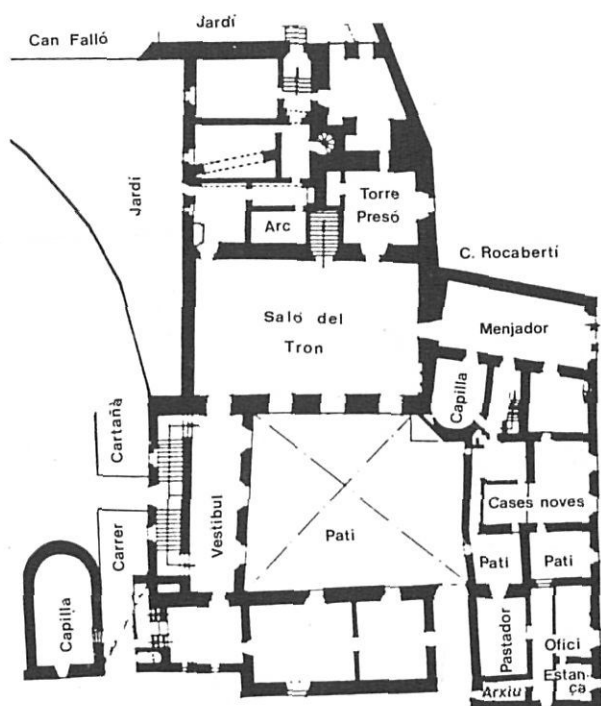 Jardí
Can Falló
Jardí
Torre
Presó
Arc
C. Rocabertí
Saló del
Tron
Menjador
Capilla
Cartañà
Carrer
Vestíbul
Pati
Cases noves
Pati
Pati
Capilla
Pastador
Ofici
Estan-
ça
Arxiu